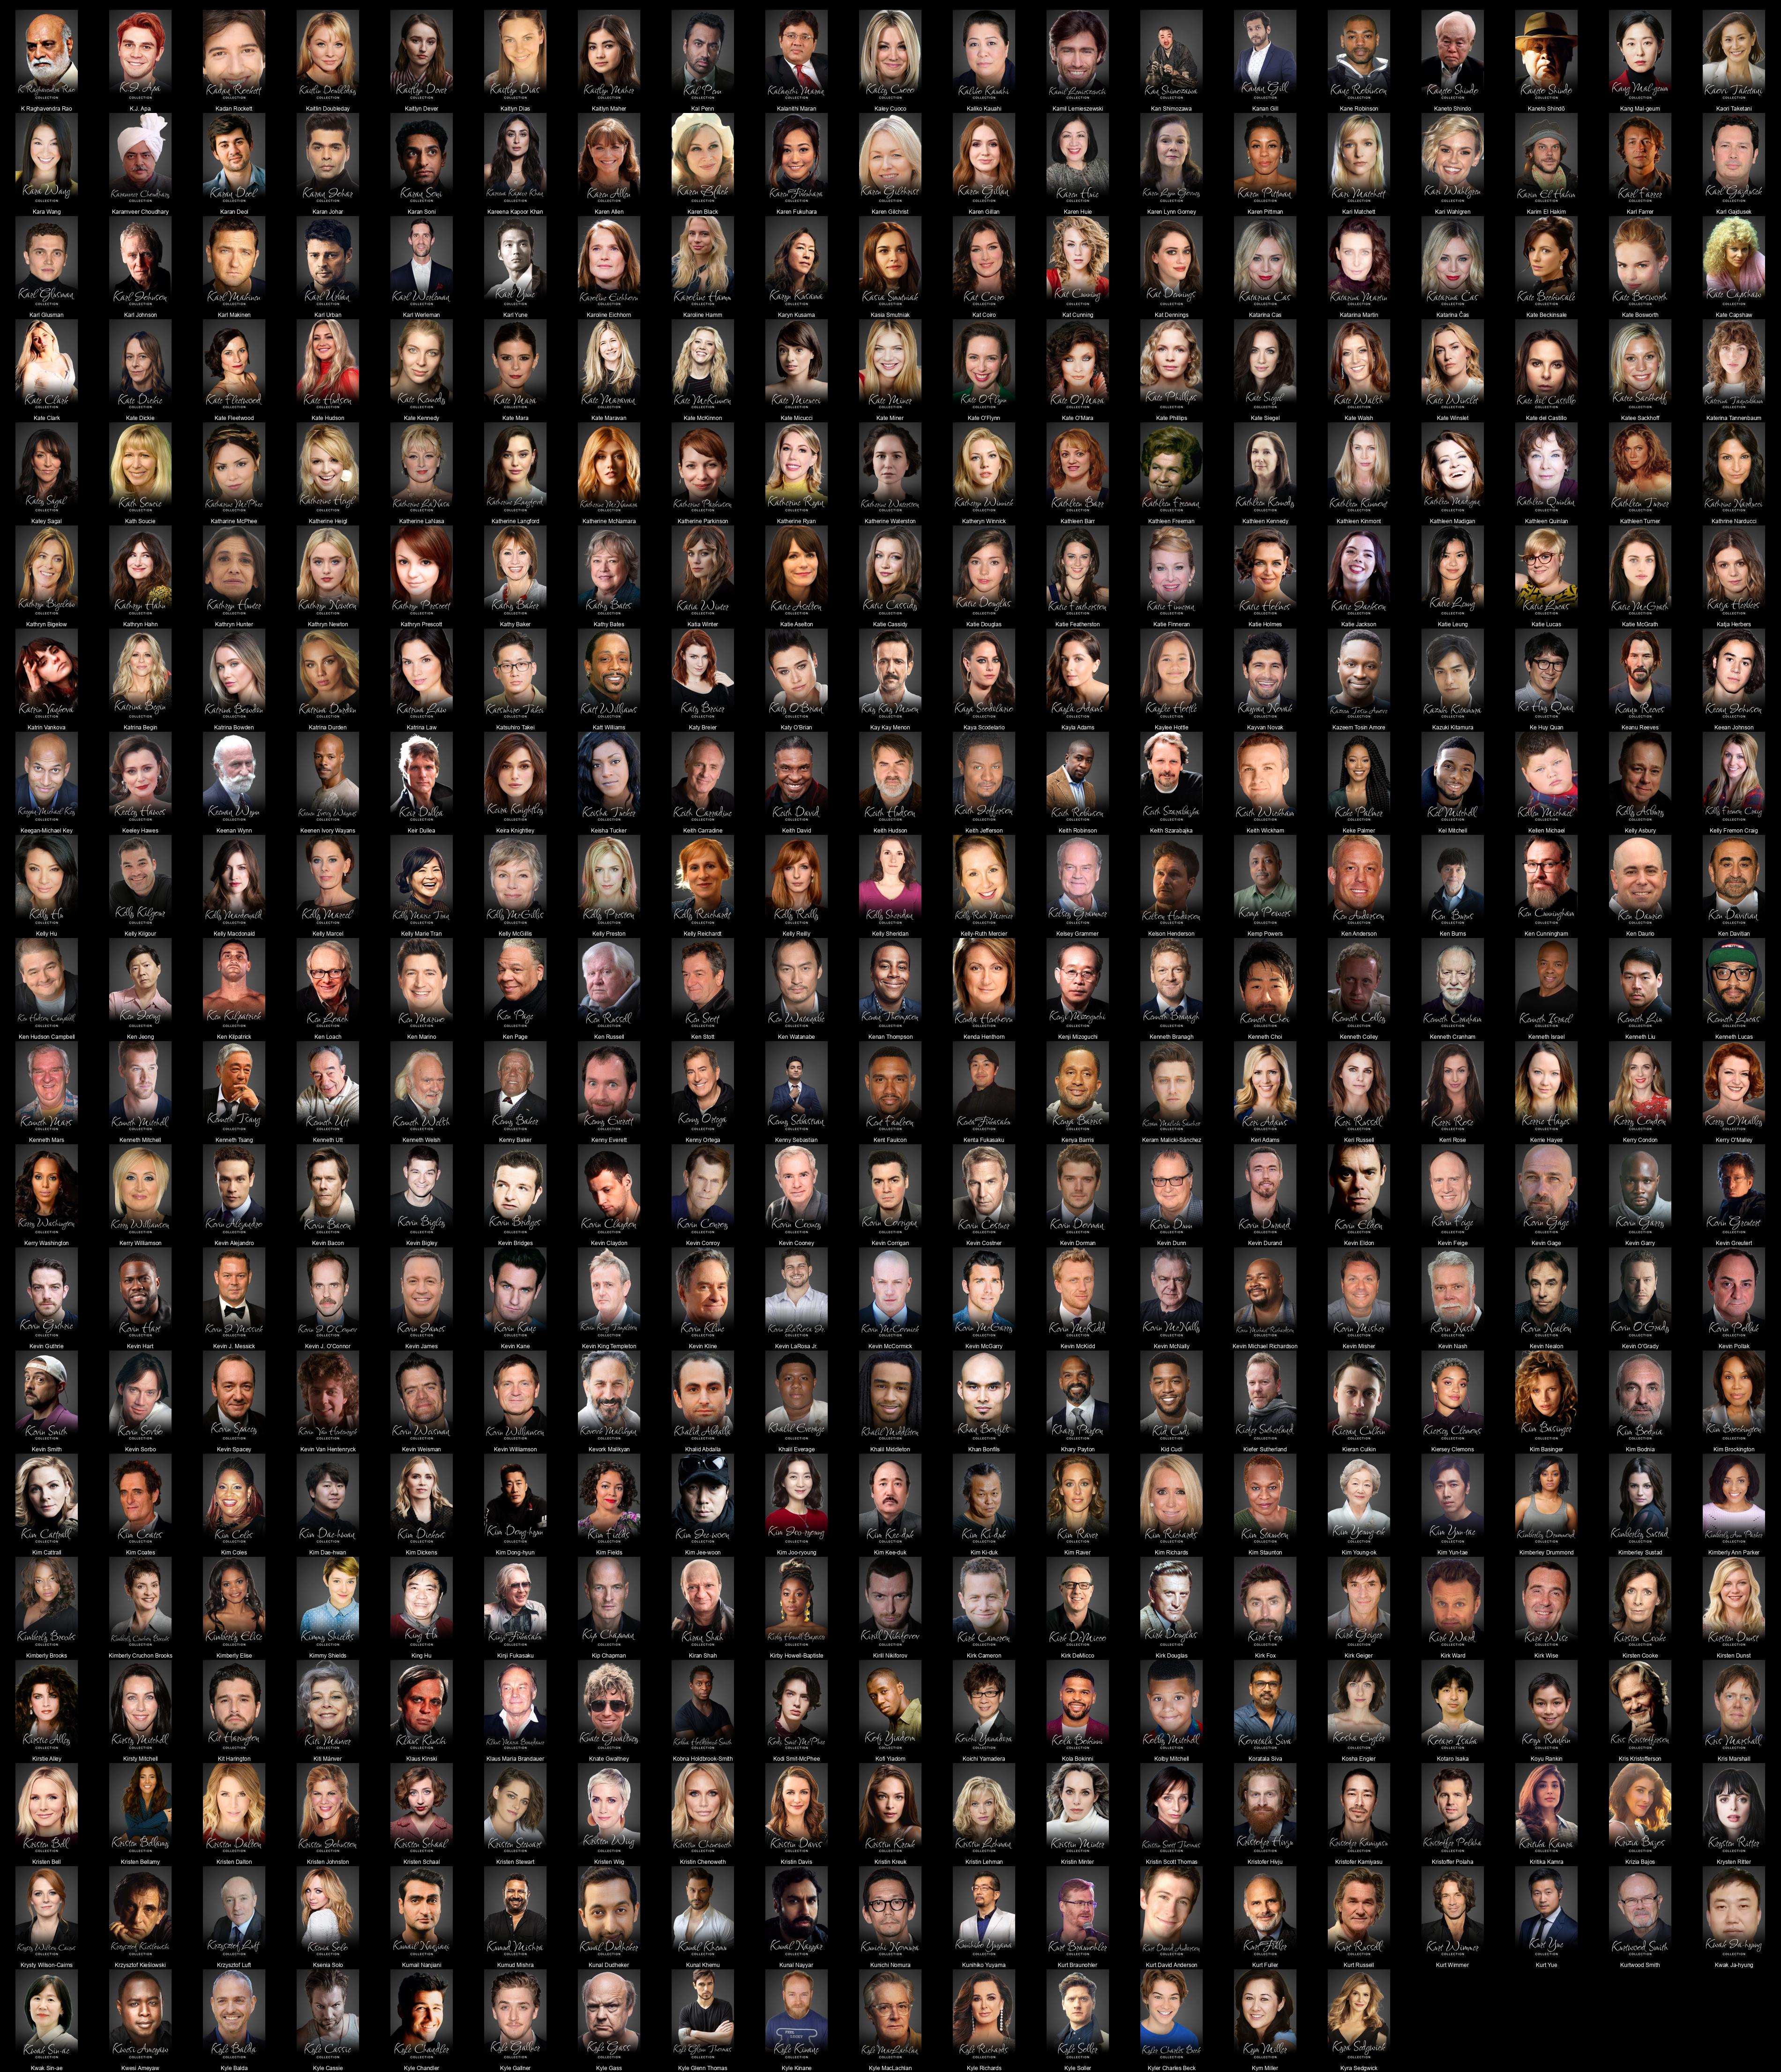 K Raghavendra Rao K.J. Apa Kadan Rockett Kaitlin Doubleday Kaitlyn Dever Kaitlyn Dias Kaitlyn Maher Kal Penn Kalanithi Maran Kaley Cuoco Kaliko Kauahi Kamil Lemieszewski Kan Shimozawa Kanan Gill Kane Robinson Kaneto Shindo Kaneto Shindō Kang Mal-geum Kaori Taketani
Kara Wang Karamveer Choudhary Karan Deol Karan Johar Karan Soni Kareena Kapoor Khan Karen Allen Karen Black Karen Fukuhara Karen Gilchrist Karen Gillan Karen Huie Karen Lynn Gorney Karen Pittman Kari Matchett Kari Wahlgren Karim El Hakim Karl Farrer Karl Gajdusek
Karl Glusman Karl Johnson Karl Makinen Karl Urban Karl Werleman Karl Yune Karoline Eichhorn Karoline Hamm Karyn Kusama Kasia Smutniak Kat Coiro Kat Cunning Kat Dennings Katarina Cas Katarina Martin Katarina Čas Kate Beckinsale Kate Bosworth Kate Capshaw
Kate Clark Kate Dickie Kate Fleetwood Kate Hudson Kate Kennedy Kate Mara Kate Maravan Kate McKinnon Kate Micucci Kate Miner Kate O'Flynn Kate O'Mara Kate Phillips Kate Siegel Kate Walsh Kate Winslet Kate del Castillo Katee Sackhoff Katerina Tannenbaum
Katey Sagal Kath Soucie Katharine McPhee Katherine Heigl Katherine LaNasa Katherine Langford Katherine McNamara Katherine Parkinson Katherine Ryan Katherine Waterston Katheryn Winnick Kathleen Barr Kathleen Freeman Kathleen Kennedy Kathleen Kinmont Kathleen Madigan Kathleen Quinlan Kathleen Turner Kathrine Narducci
Kathryn Bigelow Kathryn Hahn Kathryn Hunter Kathryn Newton Kathryn Prescott Kathy Baker Kathy Bates Katia Winter Katie Aselton Katie Cassidy Katie Douglas Katie Featherston Katie Finneran Katie Holmes Katie Jackson Katie Leung Katie Lucas Katie McGrath Katja Herbers
Katrin Vankova Katrina Begin Katrina Bowden Katrina Durden Katrina Law Katsuhiro Takei Katt Williams Katy Breier Katy O'Brian Kay Kay Menon Kaya Scodelario Kayla Adams Kaylee Hottle Kayvan Novak Kazeem Tosin Amore Kazuki Kitamura Ke Huy Quan Keanu Reeves Keean Johnson
Keegan-Michael Key Keeley Hawes Keenan Wynn Keenen Ivory Wayans Keir Dullea Keira Knightley Keisha Tucker Keith Carradine Keith David Keith Hudson Keith Jefferson Keith Robinson Keith Szarabajka Keith Wickham Keke Palmer Kel Mitchell Kellen Michael Kelly Asbury Kelly Fremon Craig
Kelly Hu Kelly Kilgour Kelly Macdonald Kelly Marcel Kelly Marie Tran Kelly McGillis Kelly Preston Kelly Reichardt Kelly Reilly Kelly Sheridan Kelly-Ruth Mercier Kelsey Grammer Kelson Henderson Kemp Powers Ken Anderson Ken Burns Ken Cunningham Ken Daurio Ken Davitian
Ken Hudson Campbell Ken Jeong Ken Kilpatrick Ken Loach Ken Marino Ken Page Ken Russell Ken Stott Ken Watanabe Kenan Thompson Kenda Henthorn Kenji Mizoguchi Kenneth Branagh Kenneth Choi Kenneth Colley Kenneth Cranham Kenneth Israel Kenneth Liu Kenneth Lucas
Kenneth Mars Kenneth Mitchell Kenneth Tsang Kenneth Utt Kenneth Welsh Kenny Baker Kenny Everett Kenny Ortega Kenny Sebastian Kent Faulcon Kenta Fukasaku Kenya Barris Keram Malicki-Sánchez Keri Adams Keri Russell Kerri Rose Kerrie Hayes Kerry Condon Kerry O'Malley
Kerry Washington Kerry Williamson Kevin Alejandro Kevin Bacon Kevin Bigley Kevin Bridges Kevin Claydon Kevin Conroy Kevin Cooney Kevin Corrigan Kevin Costner Kevin Dorman Kevin Dunn Kevin Durand Kevin Eldon Kevin Feige Kevin Gage Kevin Garry Kevin Greutert
Kevin Guthrie Kevin Hart Kevin J. Messick Kevin J. O'Connor Kevin James Kevin Kane Kevin King Templeton Kevin Kline Kevin LaRosa Jr. Kevin McCormick Kevin McGarry Kevin McKidd Kevin McNally Kevin Michael Richardson Kevin Misher Kevin Nash Kevin Nealon Kevin O'Grady Kevin Pollak
Kevin Smith Kevin Sorbo Kevin Spacey Kevin Van Hentenryck Kevin Weisman Kevin Williamson Kevork Malikyan Khalid Abdalla Khalil Everage Khalil Middleton Khan Bonfils Khary Payton Kid Cudi Kiefer Sutherland Kieran Culkin Kiersey Clemons Kim Basinger Kim Bodnia Kim Brockington
Kim Cattrall Kim Coates Kim Coles Kim Dae-hwan Kim Dickens Kim Dong-hyun Kim Fields Kim Jee-woon Kim Joo-ryoung Kim Kee-duk Kim Ki-duk Kim Raver Kim Richards Kim Staunton Kim Young-ok Kim Yun-tae Kimberley Drummond Kimberley Sustad Kimberly Ann Parker
Kimberly Brooks Kimberly Cruchon Brooks Kimberly Elise Kimmy Shields King Hu Kinji Fukasaku Kip Chapman Kiran Shah Kirby Howell-Baptiste Kirill Nikiforov Kirk Cameron Kirk DeMicco Kirk Douglas Kirk Fox Kirk Geiger Kirk Ward Kirk Wise Kirsten Cooke Kirsten Dunst
Kirstie Alley Kirsty Mitchell Kit Harington Kiti Mánver Klaus Kinski Klaus Maria Brandauer Knate Gwaltney Kobna Holdbrook-Smith Kodi Smit-McPhee Kofi Yiadom Koichi Yamadera Kola Bokinni Kolby Mitchell Koratala Siva Kosha Engler Kotaro Isaka Koyu Rankin Kris Kristofferson Kris Marshall
Kristen Bell Kristen Bellamy Kristen Dalton Kristen Johnston Kristen Schaal Kristen Stewart Kristen Wiig Kristin Chenoweth Kristin Davis Kristin Kreuk Kristin Lehman Kristin Minter Kristin Scott Thomas Kristofer Hivju Kristofer Kamiyasu Kristoffer Polaha Kritika Kamra Krizia Bajos Krysten Ritter
Krysty Wilson-Cairns Krzysztof Kieślowski Krzysztof Luft Ksenia Solo Kumail Nanjiani Kumud Mishra Kunal Dudheker Kunal Khemu Kunal Nayyar Kunichi Nomura Kunihiko Yuyama Kurt Braunohler Kurt David Anderson Kurt Fuller Kurt Russell Kurt Wimmer Kurt Yue Kurtwood Smith Kwak Ja-hyung
Kwak Sin-ae Kwesi Ameyaw Kyle Balda Kyle Cassie Kyle Chandler Kyle Gallner Kyle Gass Kyle Glenn Thomas Kyle Kinane Kyle MacLachlan Kyle Richards Kyle Soller Kyler Charles Beck Kym Miller Kyra Sedgwick